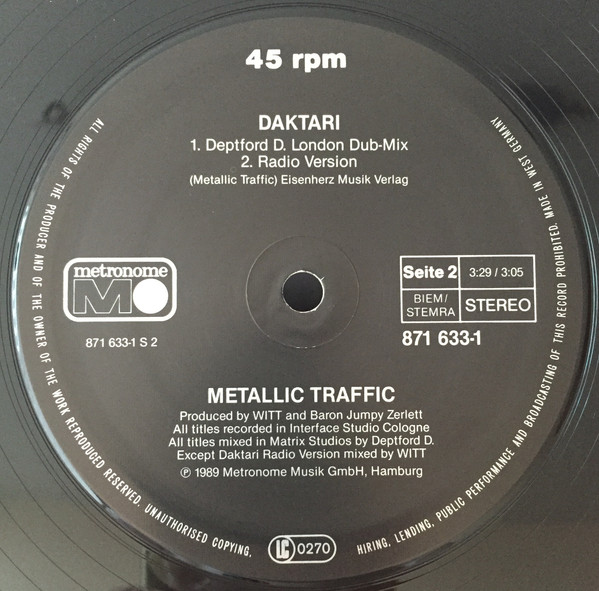 45 rpm
DAKTARI
1. Deptford D. London Dub-Mix
2. Radio Version
(Metallic Traffic) Eisenherz Musik Verlag
metronome
MO
871 633-1 S 2
Seite 2
3:29 / 3:05
BIEM/
STEMRA
STEREO
871 633-1
METALLIC TRAFFIC
Produced by WITT and Baron Jumpy Zerlett
All titles recorded in Interface Studio Cologne
All titles mixed in Matrix Studios by Deptford D.
Except Daktari Radio Version mixed by WITT
℗ 1989 Metronome Musik GmbH, Hamburg
LC 0270
ALL RIGHTS OF THE PRODUCER AND OF THE OWNER OF THE WORK REPRODUCED RESERVED. UNAUTHORISED COPYING, HIRING, LENDING, PUBLIC PERFORMANCE AND BROADCASTING OF THIS RECORD PROHIBITED. MADE IN WEST GERMANY